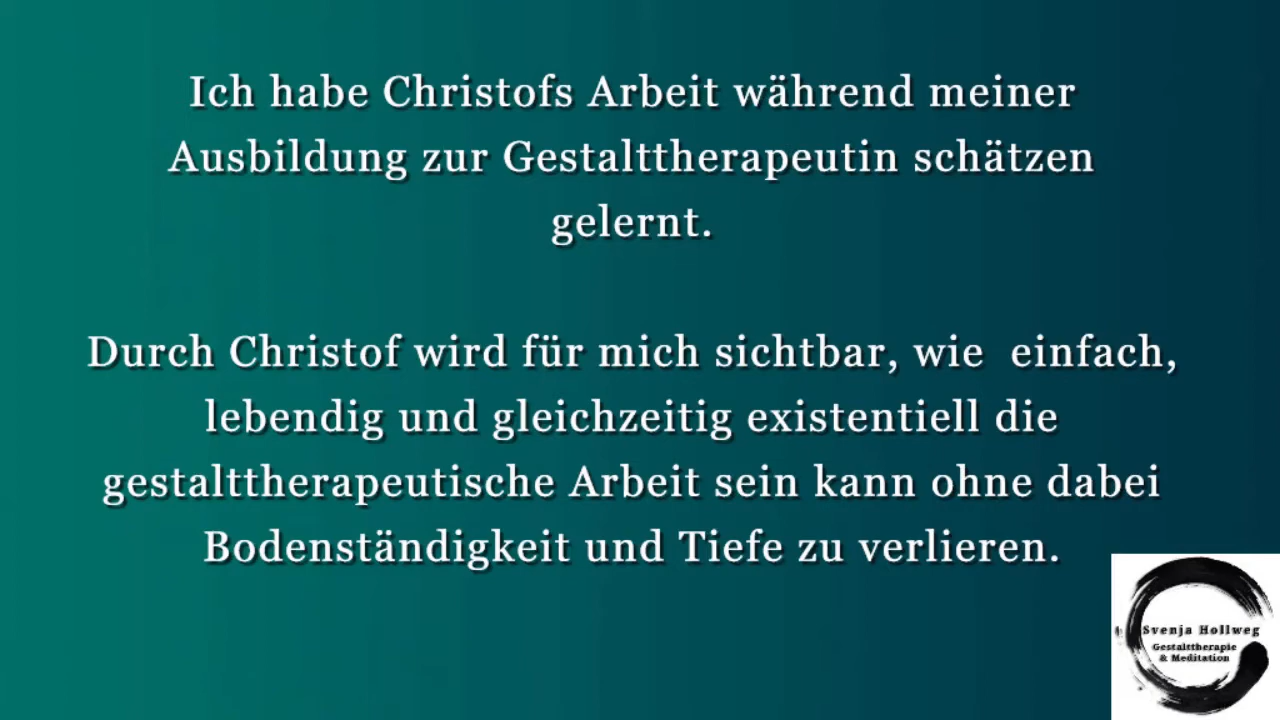 Ich habe Christofs Arbeit während meiner
Ausbildung zur Gestalttherapeutin schätzen
gelernt.
Durch Christof wird für mich sichtbar, wie  einfach,
lebendig und gleichzeitig existentiell die
gestalttherapeutische Arbeit sein kann ohne dabei
Bodenständigkeit und Tiefe zu verlieren.
Svenja Hollweg
Gestalttherapie
& Meditation